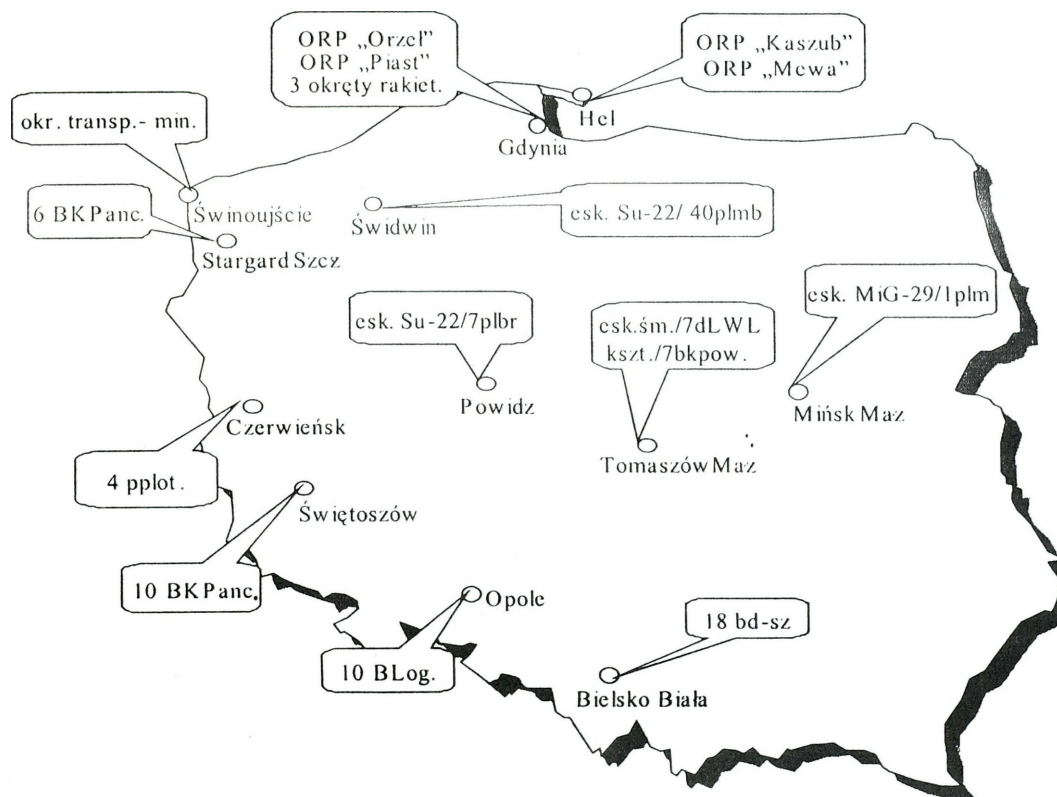 ORP „Orzeł"
ORP „Piast"
3 okręty rakiet.
ORP „Kaszub"
ORP „Mewa"
okr. transp.- min.
Hel
Gdynia
6 BKPanc.
Świnoujście
Świdwin
esk. Su-22/ 40plmb
Stargard Szcz
esk. MiG-29/1plm
esk. Su-22/7plbr
esk.śm./7dLWL
kszt./7bkpow.
Powidz
Mińsk Maz
Czerwieńsk
Tomaszów Maz
4 pplot.
Świętoszów
10 BKPanc.
Opole
18 bd-sz
10 BLog.
Bielsko Biała